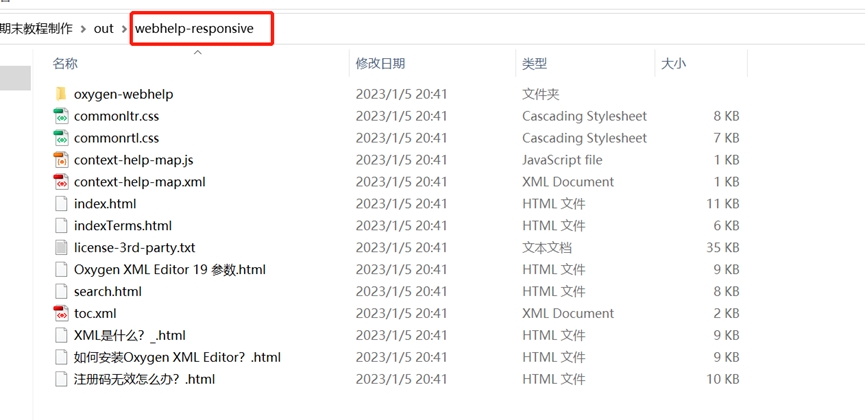 期末教程制作 > out > webhelp-responsive
名称 修改日期 类型 大小
oxygen-webhelp 2023/1/5 20:41 文件夹
commonltr.css 2023/1/5 20:41 Cascading Stylesheet 8 KB
commonrtl.css 2023/1/5 20:41 Cascading Stylesheet 7 KB
context-help-map.js 2023/1/5 20:41 JavaScript file 1 KB
context-help-map.xml 2023/1/5 20:41 XML Document 1 KB
index.html 2023/1/5 20:41 HTML 文件 11 KB
indexTerms.html 2023/1/5 20:41 HTML 文件 6 KB
license-3rd-party.txt 2023/1/5 20:41 文本文档 35 KB
Oxygen XML Editor 19 参数.html 2023/1/5 20:41 HTML 文件 9 KB
search.html 2023/1/5 20:41 HTML 文件 8 KB
toc.xml 2023/1/5 20:41 XML Document 2 KB
XML是什么？_.html 2023/1/5 20:41 HTML 文件 9 KB
如何安装Oxygen XML Editor？.html 2023/1/5 20:41 HTML 文件 9 KB
注册码无效怎么办？.html 2023/1/5 20:41 HTML 文件 10 KB